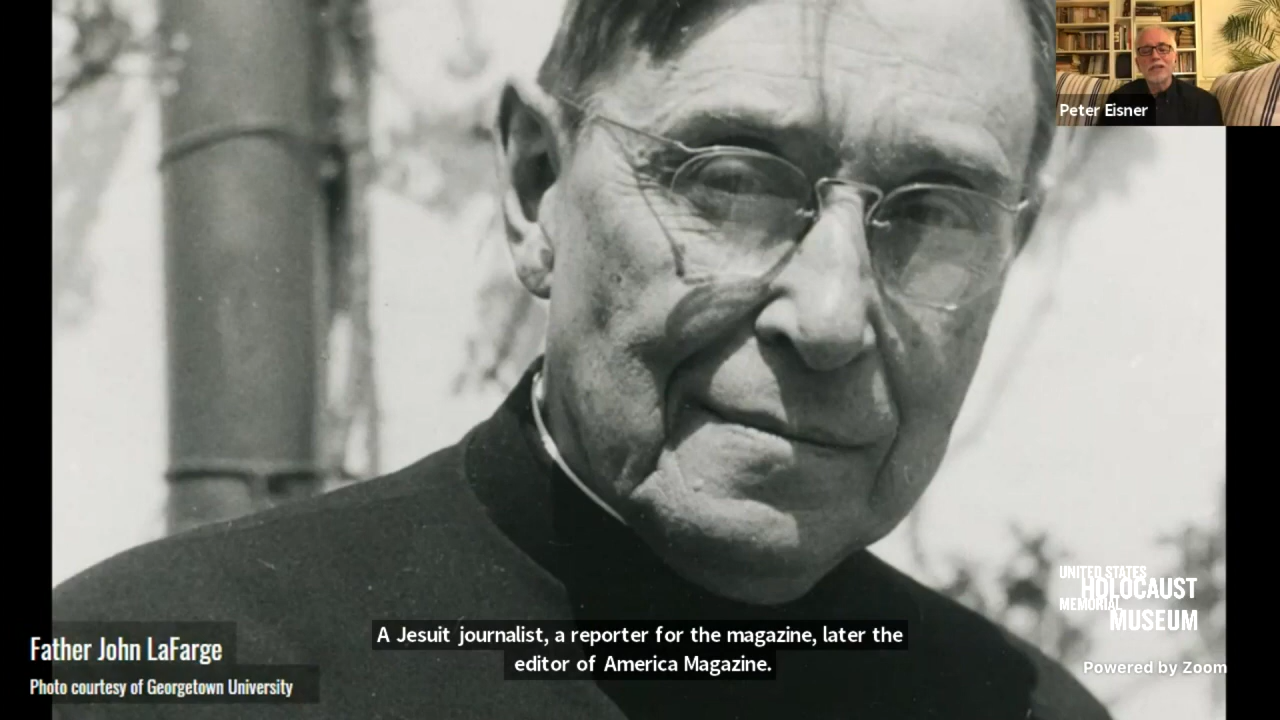 Peter Eisner
UNITED STATES
HOLOCAUST
MEMORIAL
MUSEUM
A Jesuit journalist, a reporter for the magazine, later the
editor of America Magazine.
Father John LaFarge
Photo courtesy of Georgetown University
Powered by Zoom